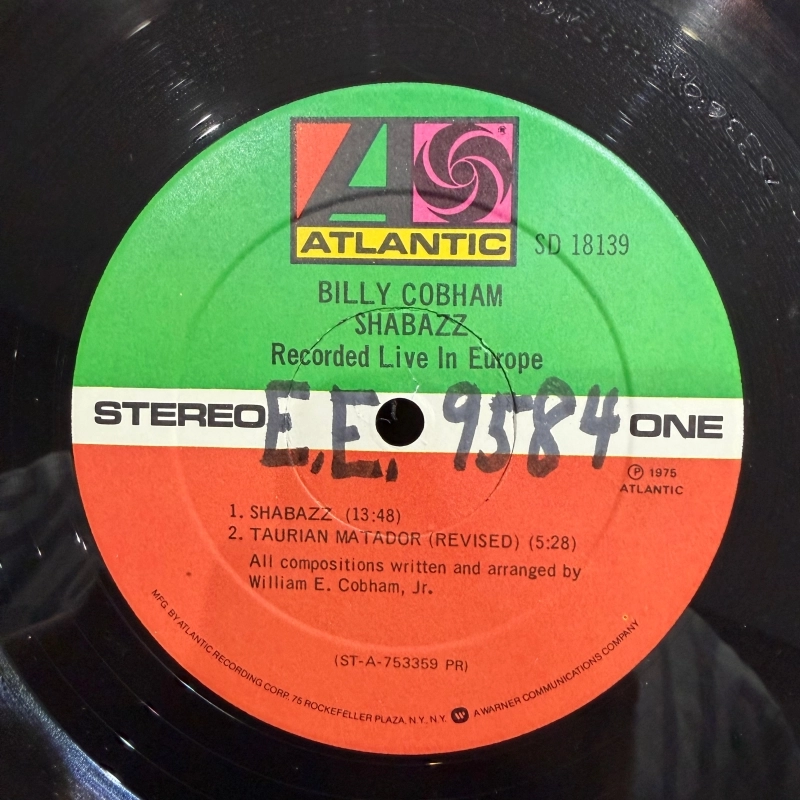 ATLANTIC
SD 18139
BILLY COBHAM
SHABAZZ
Recorded Live In Europe
STEREO
E.E. 9584
ONE
℗ 1975
ATLANTIC
1. SHABAZZ (13:48)
2. TAURIAN MATADOR (REVISED) (5:28)
All compositions written and arranged by
William E. Cobham, Jr.
(ST-A-753359 PR)
MFG. BY ATLANTIC RECORDING CORP. 75 ROCKEFELLER PLAZA, N.Y., N.Y. A WARNER COMMUNICATIONS COMPANY